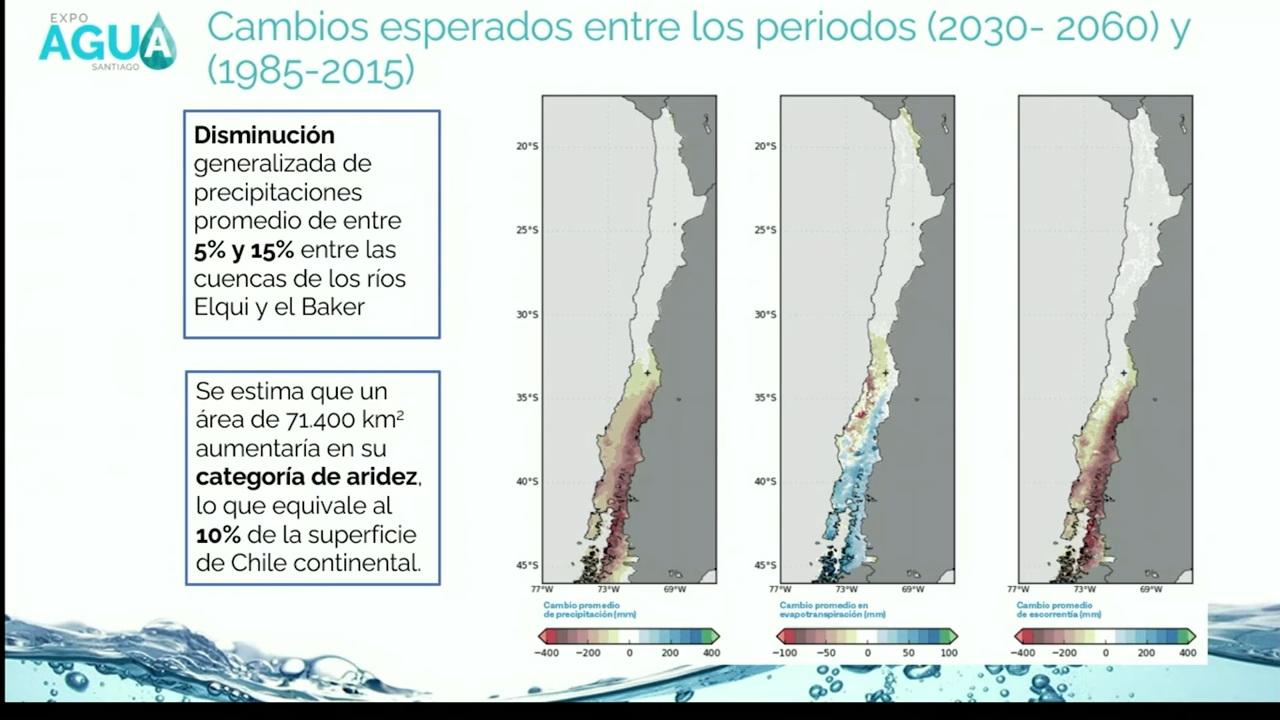 EXPO
AGUA
SANTIAGO
Cambios esperados entre los periodos (2030- 2060) y
(1985-2015)
Disminución
generalizada de
precipitaciones
promedio de entre
5% y 15% entre las
cuencas de los ríos
Elqui y el Baker
Se estima que un
área de 71.400 km²
aumentaría en su
categoría de aridez,
lo que equivale al
10% de la superficie
de Chile continental.
20°S
25°S
30°S
35°S
40°S
45°S
77°W 73°W 69°W
Cambio promedio
de precipitación (mm)
−400 −200 0 200 400
20°S
25°S
30°S
35°S
40°S
45°S
77°W 73°W 69°W
Cambio promedio en
evapotranspiración (mm)
−100 −50 0 50 100
20°S
25°S
30°S
35°S
40°S
45°S
77°W 73°W 69°W
Cambio promedio
de escorrentía (mm)
−400 −200 0 200 400